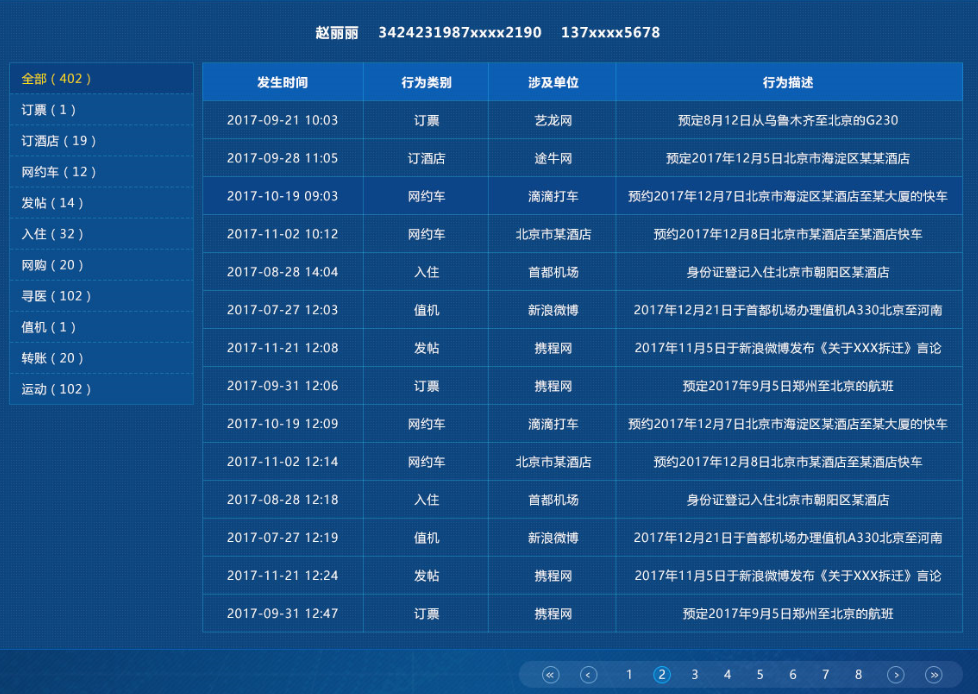 赵丽丽 3424231987xxxx2190 137xxxx5678
全部（402）
订票（1）
订酒店（19）
网约车（12）
发帖（14）
入住（32）
网购（20）
寻医（102）
值机（1）
转账（20）
运动（102）
发生时间 行为类别 涉及单位 行为描述
2017-09-21 10:03 订票 艺龙网 预定8月12日从乌鲁木齐至北京的G230
2017-09-28 11:05 订酒店 途牛网 预定2017年12月5日北京市海淀区某某酒店
2017-10-19 09:03 网约车 滴滴打车 预约2017年12月7日北京市海淀区某酒店至某大厦的快车
2017-11-02 10:12 网约车 北京市某酒店 预约2017年12月8日北京市某酒店至某酒店快车
2017-08-28 14:04 入住 首都机场 身份证登记入住北京市朝阳区某酒店
2017-07-27 12:03 值机 新浪微博 2017年12月21日于首都机场办理值机A330北京至河南
2017-11-21 12:08 发帖 携程网 2017年11月5日于新浪微博发布《关于XXX拆迁》言论
2017-09-31 12:06 订票 携程网 预定2017年9月5日郑州至北京的航班
2017-10-19 12:09 网约车 滴滴打车 预约2017年12月7日北京市海淀区某酒店至某大厦的快车
2017-11-02 12:14 网约车 北京市某酒店 预约2017年12月8日北京市某酒店至某酒店快车
2017-08-28 12:18 入住 首都机场 身份证登记入住北京市朝阳区某酒店
2017-07-27 12:19 值机 新浪微博 2017年12月21日于首都机场办理值机A330北京至河南
2017-11-21 12:24 发帖 携程网 2017年11月5日于新浪微博发布《关于XXX拆迁》言论
2017-09-31 12:47 订票 携程网 预定2017年9月5日郑州至北京的航班
« ‹ 1 2 3 4 5 6 7 8 › »